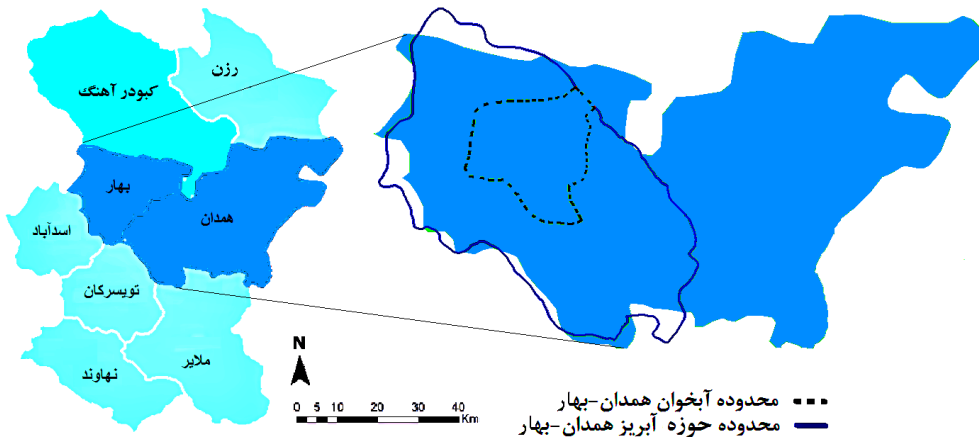 رزن
کبودر آهنگ
بهار
همدان
اسدآباد
تویسرکان
ملایر
نهاوند
N
0 5 10 20 30 40
Km
محدوده آبخوان همدان-بهار
محدوده حوزه آبریز همدان-بهار